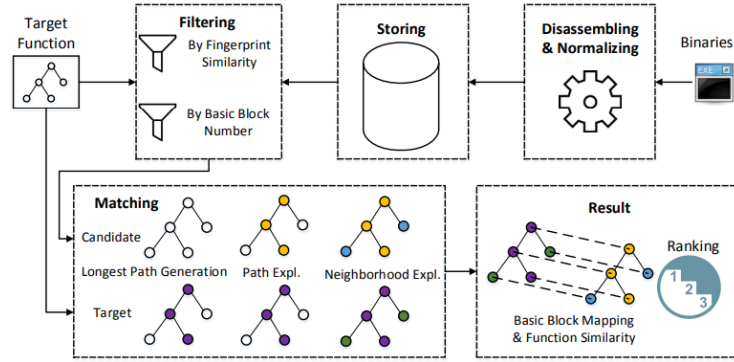 Target
Function
Filtering
By Fingerprint
Similarity
By Basic Block
Number
Storing
Disassembling
& Normalizing
Binaries
EXE
Matching
Candidate
Longest Path Generation
Path Expl.
Neighborhood Expl.
Target
Result
Ranking
1
2
3
Basic Block Mapping
& Function Similarity